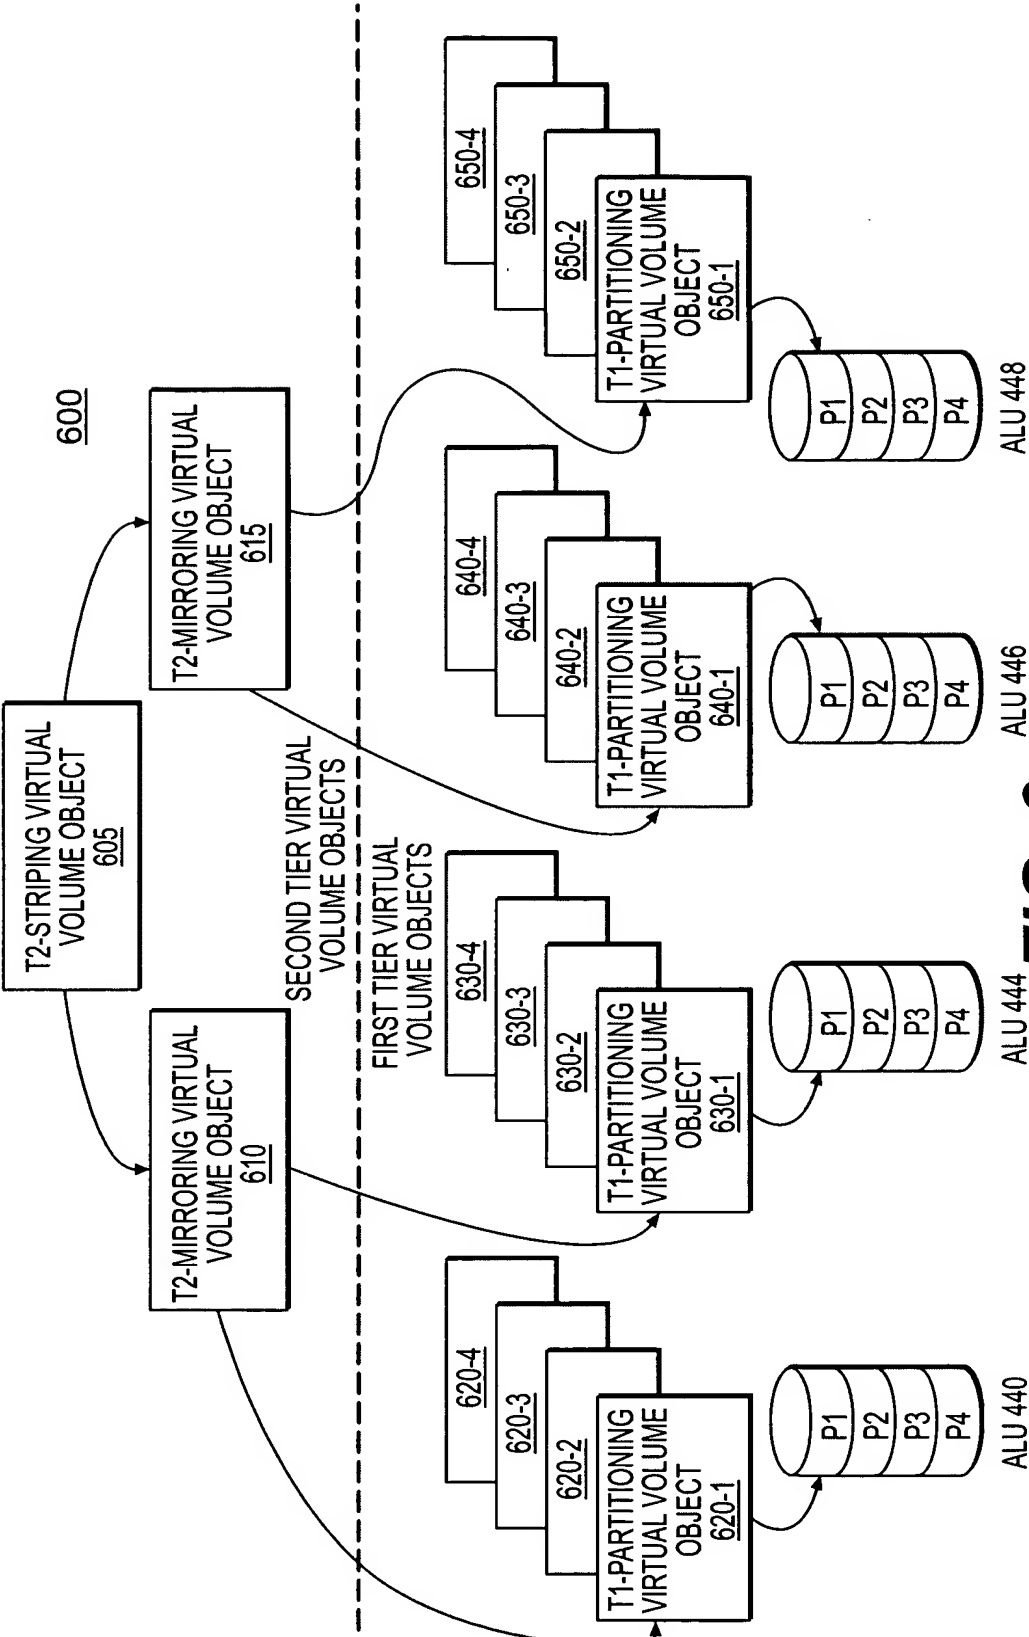 600
T2-STRIPING VIRTUAL
VOLUME OBJECT
605
T2-MIRRORING VIRTUAL
VOLUME OBJECT
610
T2-MIRRORING VIRTUAL
VOLUME OBJECT
615
SECOND TIER VIRTUAL
VOLUME OBJECTS
FIRST TIER VIRTUAL
VOLUME OBJECTS
620-4
620-3
620-2
T1-PARTITIONING
VIRTUAL VOLUME
OBJECT
620-1
630-4
630-3
630-2
T1-PARTITIONING
VIRTUAL VOLUME
OBJECT
630-1
640-4
640-3
640-2
T1-PARTITIONING
VIRTUAL VOLUME
OBJECT
640-1
650-4
650-3
650-2
T1-PARTITIONING
VIRTUAL VOLUME
OBJECT
650-1
P1
P2
P3
P4
ALU 440
P1
P2
P3
P4
ALU 444
P1
P2
P3
P4
ALU 446
P1
P2
P3
P4
ALU 448